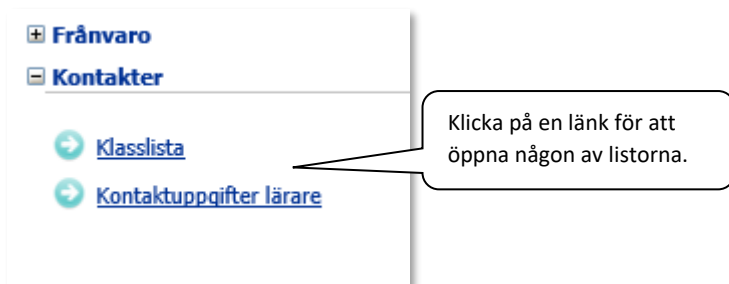 Frånvaro
Kontakter
Klasslista
Kontaktuppgifter lärare
Klicka på en länk för att
öppna någon av listorna.